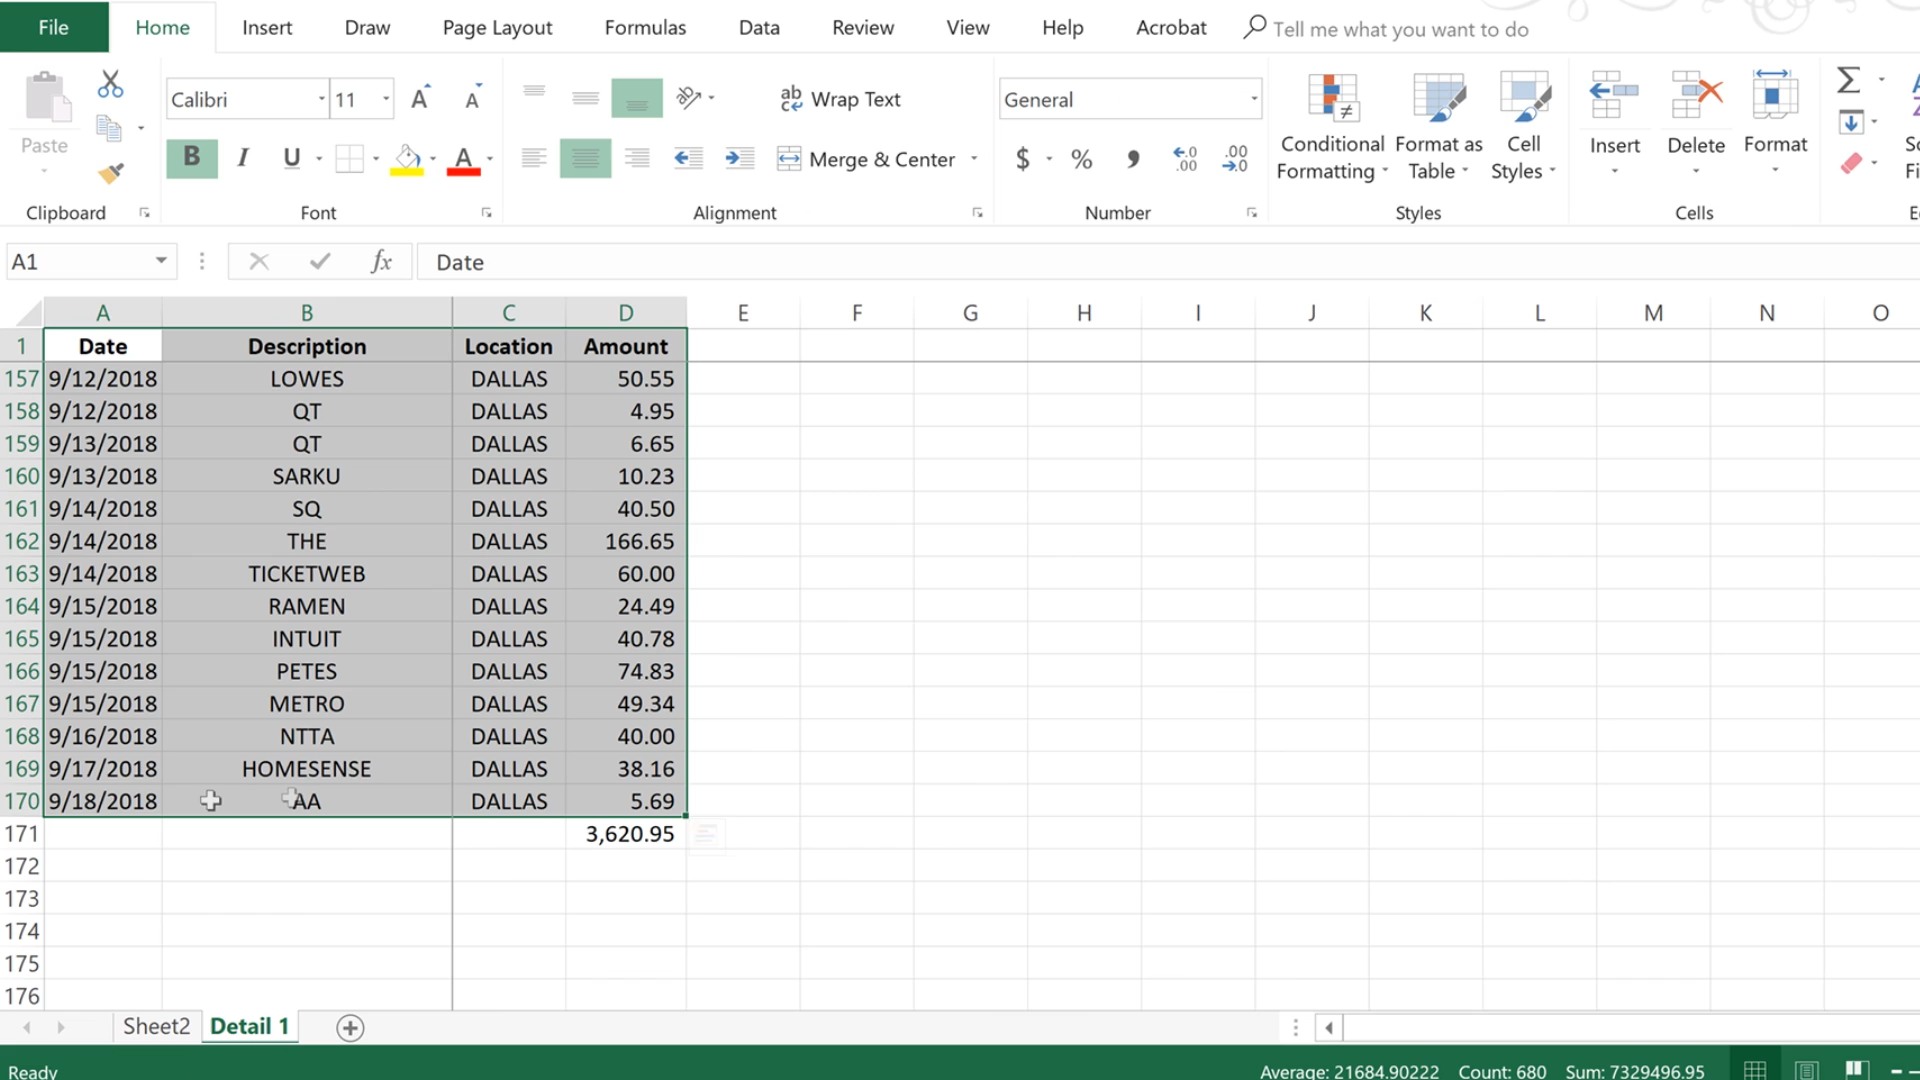 File Home Insert Draw Page Layout Formulas Data Review View Help Acrobat Tell me what you want to do
Calibri 11 A A ab Wrap Text General
Paste B I U A Merge & Center $ % , Conditional Formatting Format as Table Cell Styles Insert Delete Format
Clipboard Font Alignment Number Styles Cells
A1 fx Date
A B C D E F G H I J K L M N O
1 Date Description Location Amount
157 9/12/2018 LOWES DALLAS 50.55
158 9/12/2018 QT DALLAS 4.95
159 9/13/2018 QT DALLAS 6.65
160 9/13/2018 SARKU DALLAS 10.23
161 9/14/2018 SQ DALLAS 40.50
162 9/14/2018 THE DALLAS 166.65
163 9/14/2018 TICKETWEB DALLAS 60.00
164 9/15/2018 RAMEN DALLAS 24.49
165 9/15/2018 INTUIT DALLAS 40.78
166 9/15/2018 PETES DALLAS 74.83
167 9/15/2018 METRO DALLAS 49.34
168 9/16/2018 NTTA DALLAS 40.00
169 9/17/2018 HOMESENSE DALLAS 38.16
170 9/18/2018 AA DALLAS 5.69
171 3,620.95
172
173
174
175
176
Sheet2 Detail 1
Ready Average: 21684.90222 Count: 680 Sum: 7329496.95